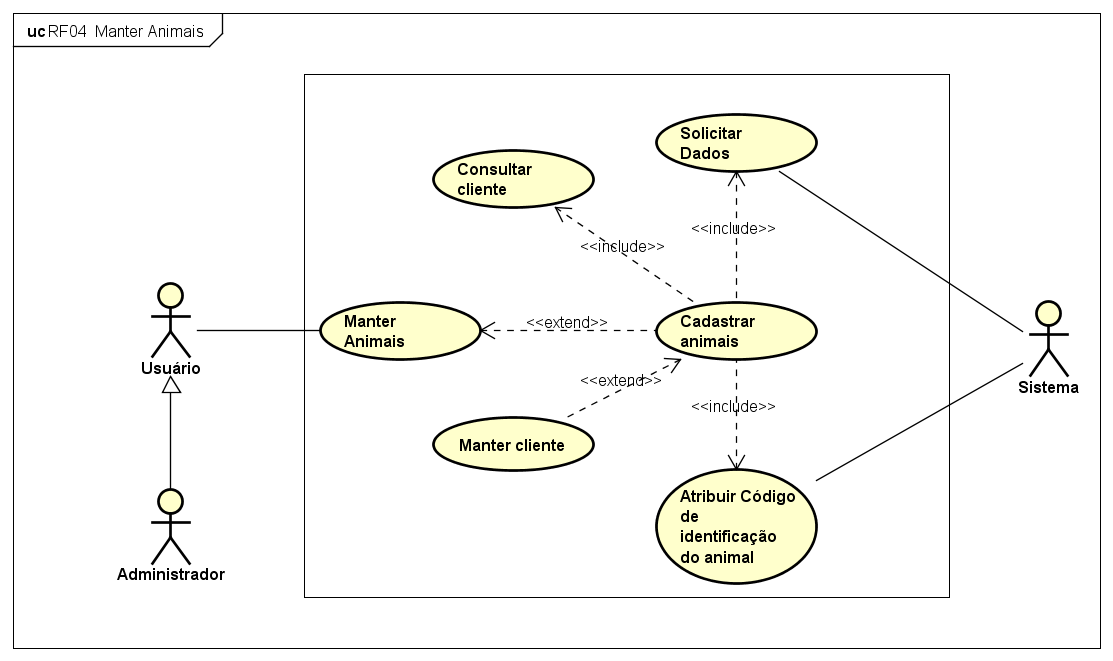 uc RF04 Manter Animais
Solicitar
Dados
Consultar
cliente
<<include>>
<<include>>
Manter
Animais
<<extend>>
Cadastrar
animais
Usuário
Sistema
<<extend>>
<<include>>
Manter cliente
Atribuir Código
de
identificação
do animal
Administrador